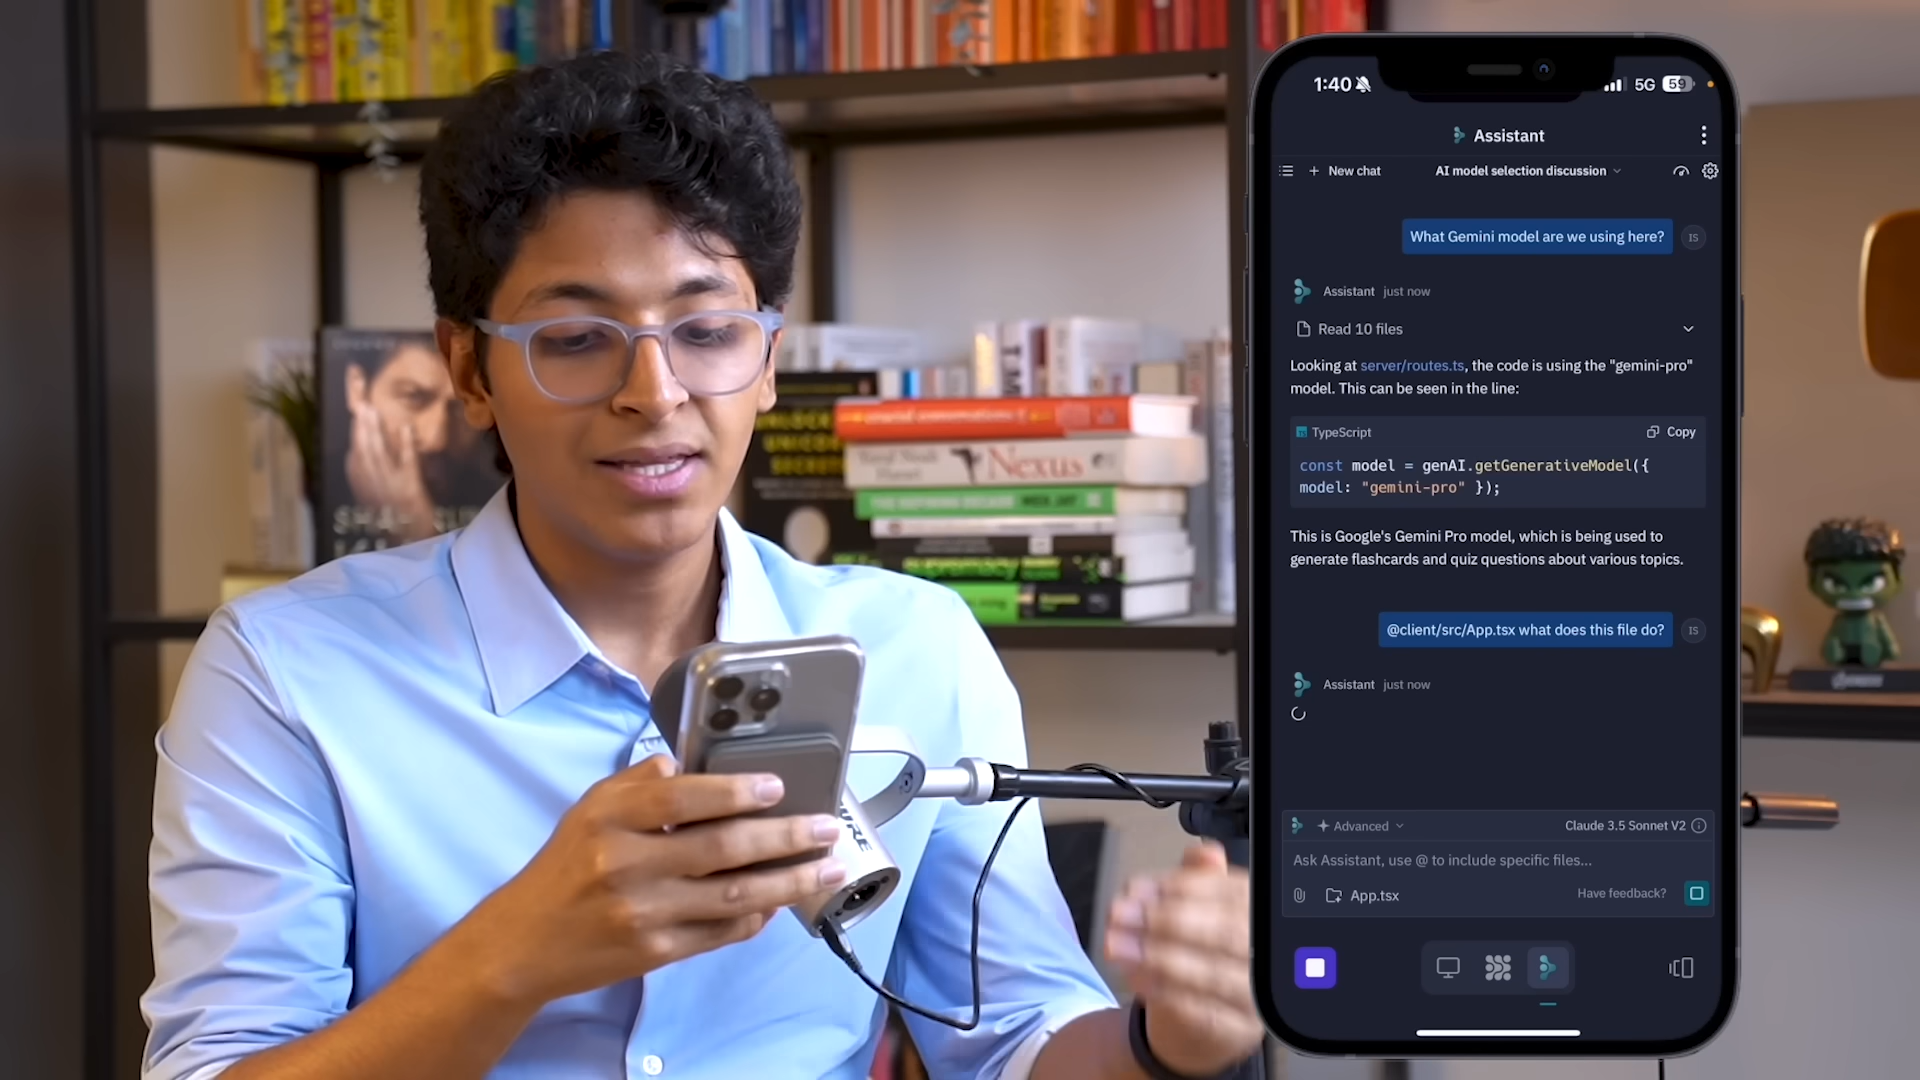 1:40
5G
59
Assistant
New chat
AI model selection discussion
What Gemini model are we using here?
IS
Assistant just now
Read 10 files
Looking at server/routes.ts, the code is using the "gemini-pro"
model. This can be seen in the line:
TypeScript
Copy
const model = genAI.getGenerativeModel({
model: "gemini-pro" });
This is Google's Gemini Pro model, which is being used to
generate flashcards and quiz questions about various topics.
@client/src/App.tsx what does this file do?
IS
Assistant just now
Advanced
Claude 3.5 Sonnet V2
Ask Assistant, use @ to include specific files...
App.tsx
Have feedback?
Nexus
supremacy
UNICORN
SECRETS